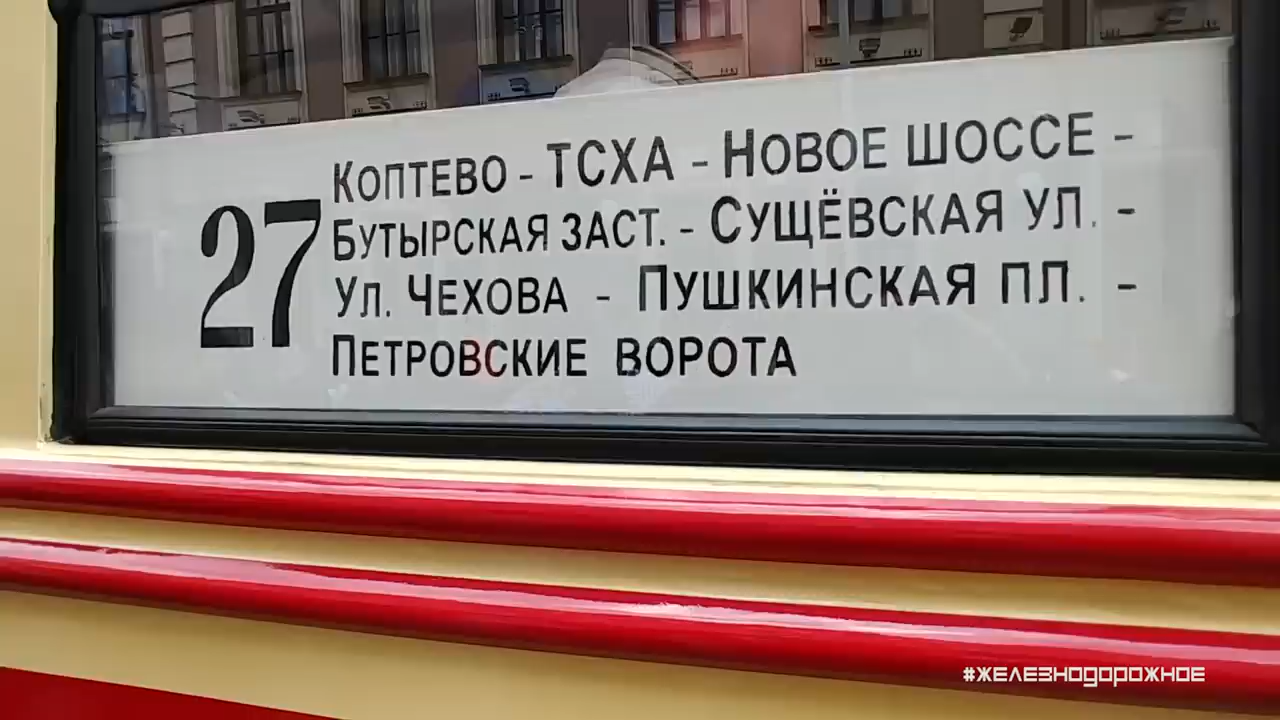 27
Коптево - ТСХА - Новое шоссе -
Бутырская заст. - Сущёвская ул. -
Ул. Чехова - Пушкинская пл. -
Петровские ворота
#ЖЕЛЕЗНОДОРОЖНОЕ